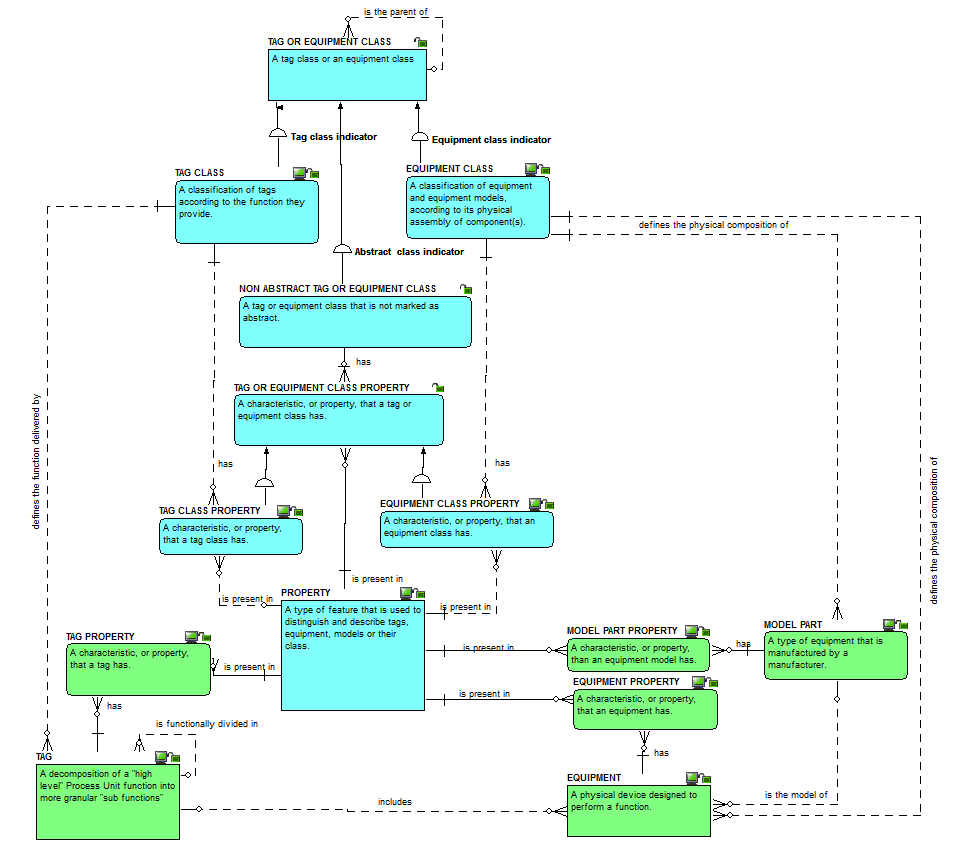 is the parent of
TAG OR EQUIPMENT CLASS
A tag class or an equipment class
Tag class indicator
Equipment class indicator
TAG CLASS
A classification of tags
according to the function they
provide.
EQUIPMENT CLASS
A classification of equipment
and equipment models,
according to its physical
assembly of component(s).
defines the physical composition of
Abstract class indicator
NON ABSTRACT TAG OR EQUIPMENT CLASS
A tag or equipment class that is not marked as
abstract.
has
TAG OR EQUIPMENT CLASS PROPERTY
A characteristic, or property, that a tag or
equipment class has.
defines the function delivered by
has
has
defines the physical composition of
TAG CLASS PROPERTY
A characteristic, or property,
that a tag class has.
EQUIPMENT CLASS PROPERTY
A characteristic, or property, that an
equipment class has.
is present in
PROPERTY
A type of feature that is used to
distinguish and describe tags,
equipment, models or their
class.
is present in
is present in
TAG PROPERTY
A characteristic, or property,
that a tag has.
is present in
MODEL PART PROPERTY
A characteristic, or property,
than an equipment model has.
is present in
has
MODEL PART
A type of equipment that is
manufactured by a
manufacturer.
EQUIPMENT PROPERTY
A characteristic, or property,
that an equipment has.
is present in
has
is functionally divided in
has
TAG
A decomposition of a "high
level" Process Unit function into
more granular "sub functions"
includes
EQUIPMENT
A physical device designed to
perform a function.
is the model of